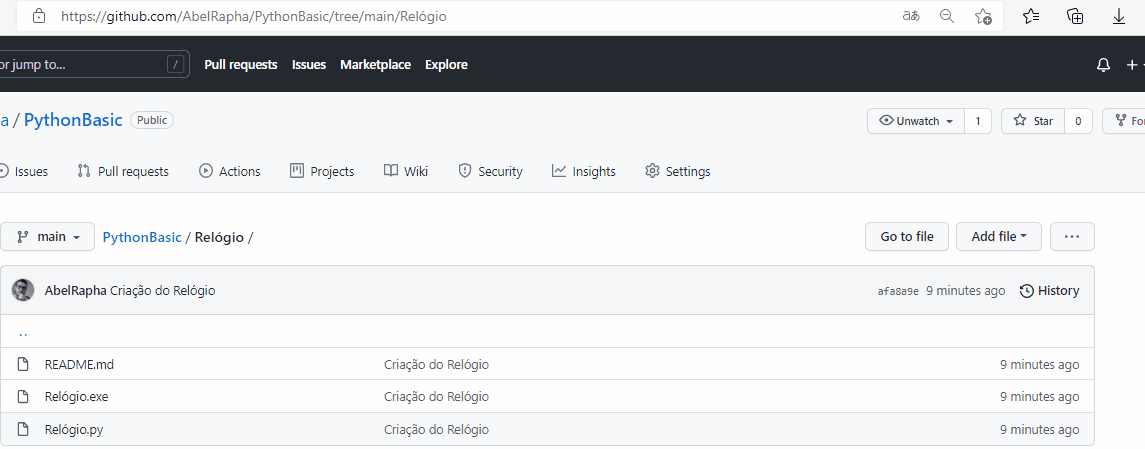 https://github.com/AbelRapha/PythonBasic/tree/main/Relógio
or jump to... / Pull requests Issues Marketplace Explore
a / PythonBasic Public Unwatch 1 Star 0 Fo
Issues Pull requests Actions Projects Wiki Security Insights Settings
main PythonBasic / Relógio / Go to file Add file ...
AbelRapha Criação do Relógio afa8a9e 9 minutes ago History
..
README.md Criação do Relógio 9 minutes ago
Relógio.exe Criação do Relógio 9 minutes ago
Relógio.py Criação do Relógio 9 minutes ago